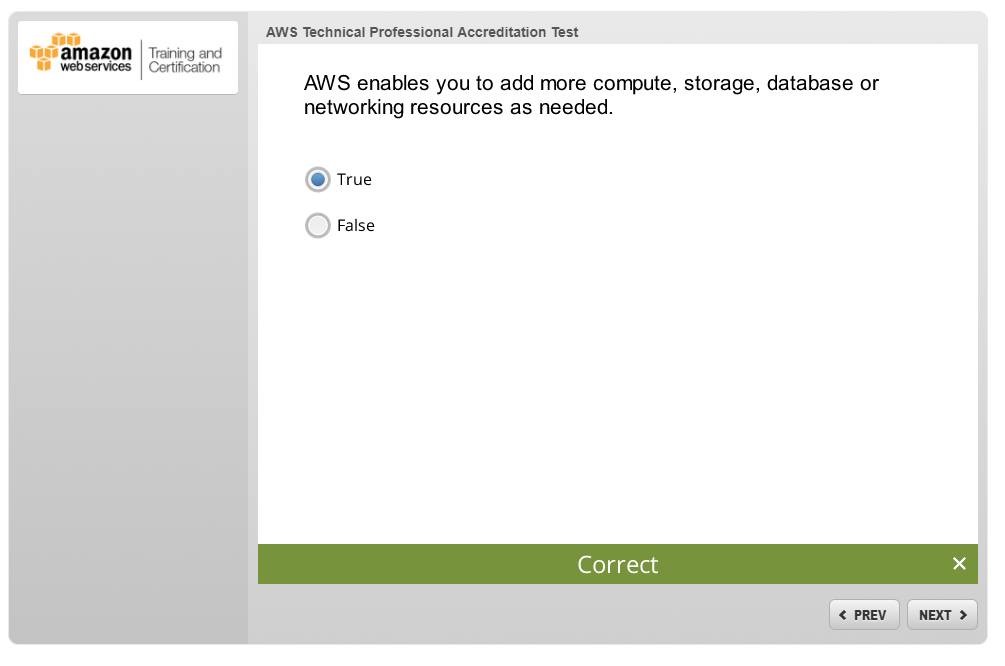 amazon
webservices
Training and
Certification
AWS Technical Professional Accreditation Test
AWS enables you to add more compute, storage, database or
networking resources as needed.
True
False
Correct
PREV
NEXT